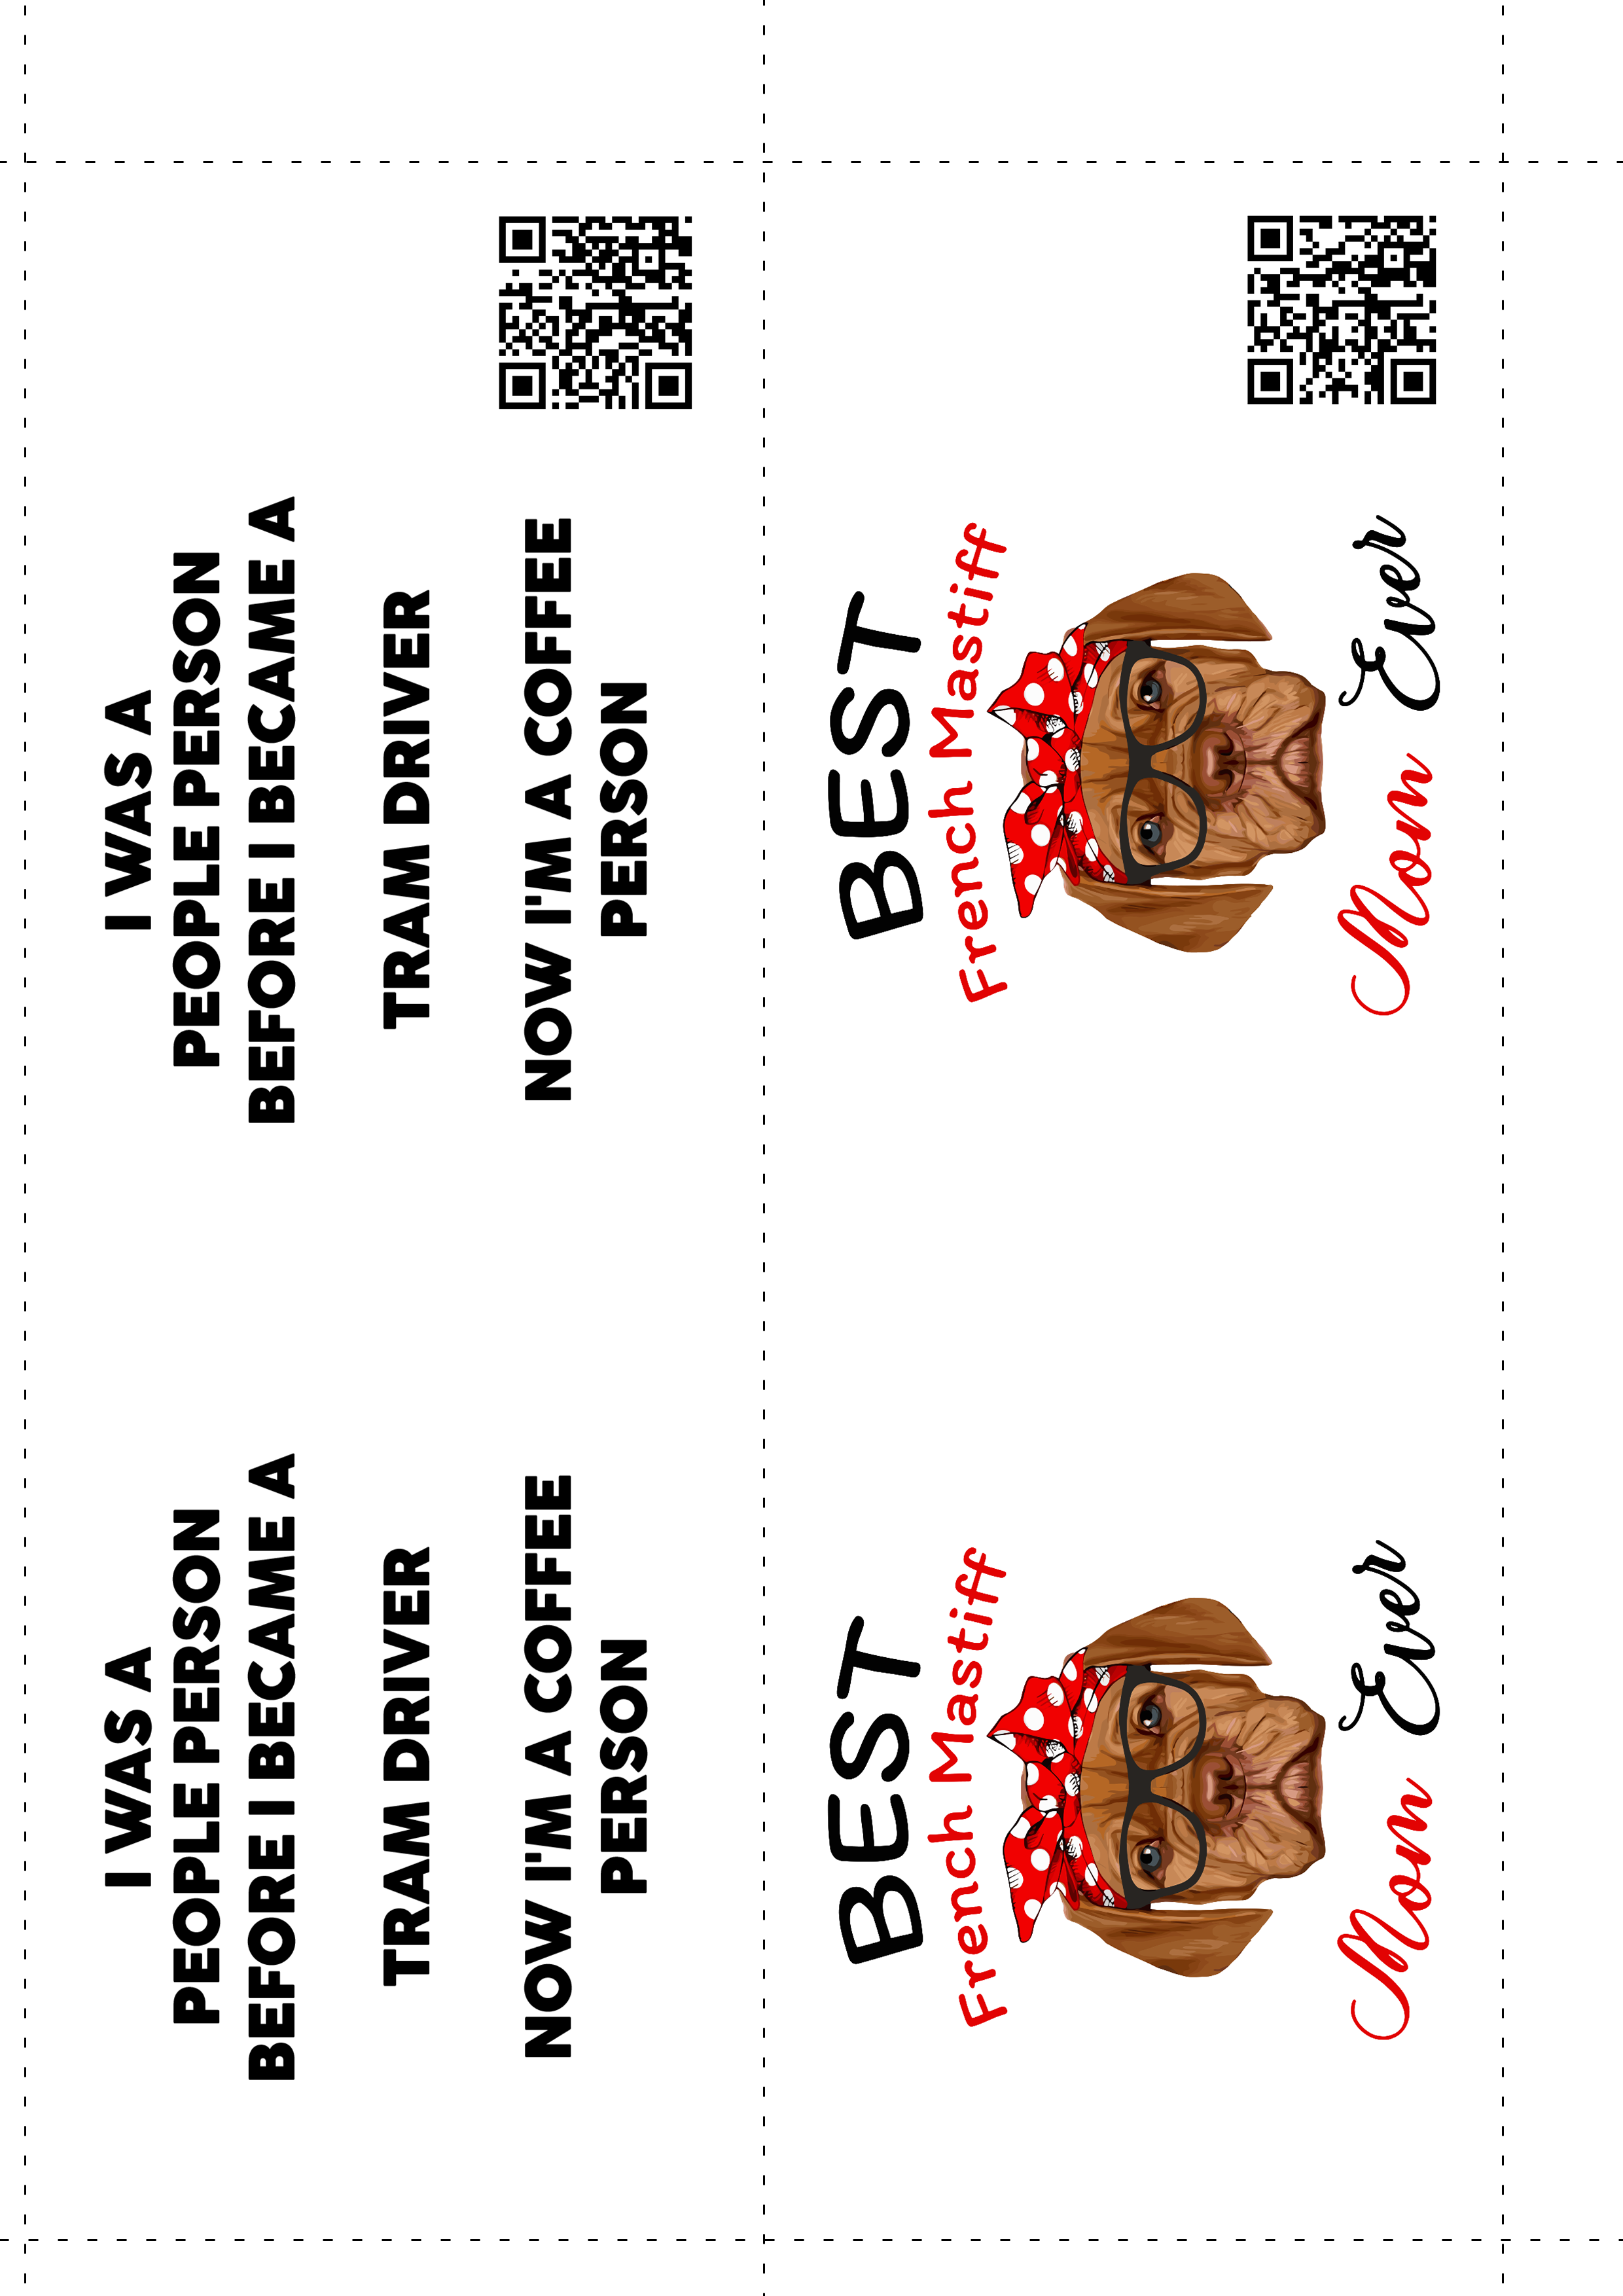 I WAS A
PEOPLE PERSON
BEFORE I BECAME A
TRAM DRIVER
NOW I'M A COFFEE
PERSON
I WAS A
PEOPLE PERSON
BEFORE I BECAME A
TRAM DRIVER
NOW I'M A COFFEE
PERSON
BEST
French Mastiff
Mom Ever
BEST
French Mastiff
Mom Ever